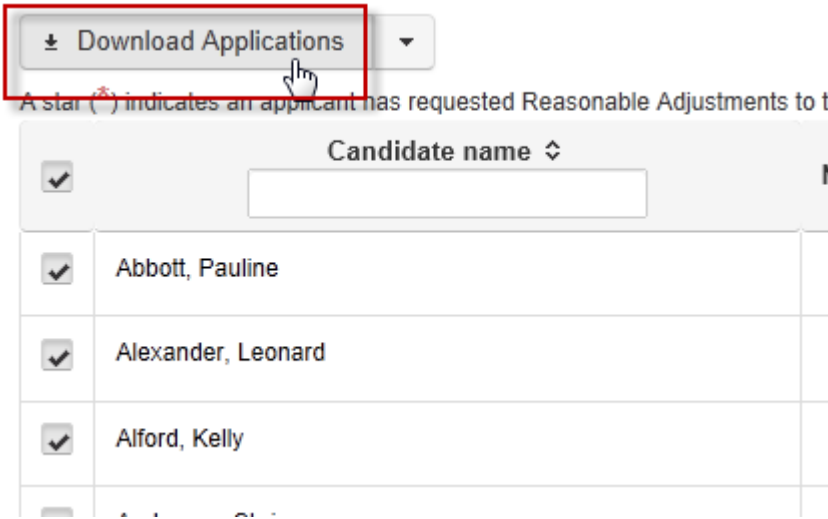 Download Applications
A star (*) indicates an applicant has requested Reasonable Adjustments to t
Candidate name
Abbott, Pauline
Alexander, Leonard
Alford, Kelly